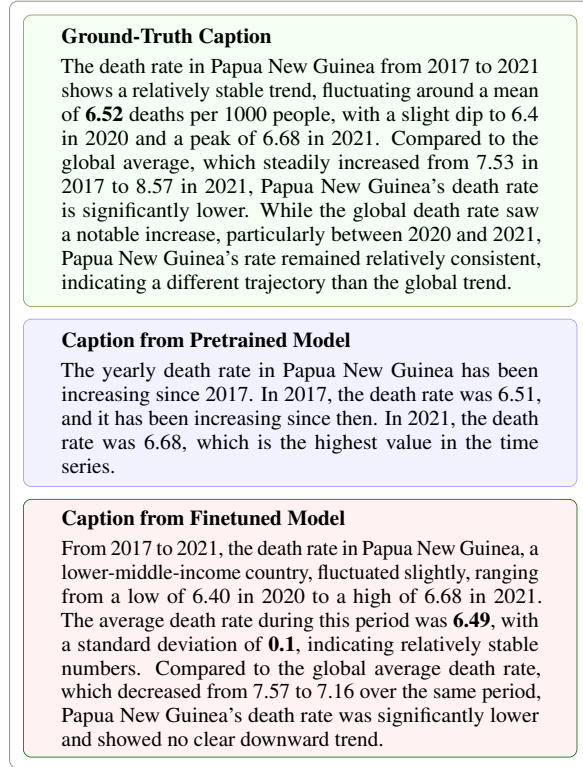 Ground-Truth Caption
The death rate in Papua New Guinea from 2017 to 2021
shows a relatively stable trend, fluctuating around a mean
of 6.52 deaths per 1000 people, with a slight dip to 6.4
in 2020 and a peak of 6.68 in 2021. Compared to the
global average, which steadily increased from 7.53 in
2017 to 8.57 in 2021, Papua New Guinea's death rate
is significantly lower. While the global death rate saw
a notable increase, particularly between 2020 and 2021,
Papua New Guinea's rate remained relatively consistent,
indicating a different trajectory than the global trend.
Caption from Pretrained Model
The yearly death rate in Papua New Guinea has been
increasing since 2017. In 2017, the death rate was 6.51,
and it has been increasing since then. In 2021, the death
rate was 6.68, which is the highest value in the time
series.
Caption from Finetuned Model
From 2017 to 2021, the death rate in Papua New Guinea, a
lower-middle-income country, fluctuated slightly, ranging
from a low of 6.40 in 2020 to a high of 6.68 in 2021.
The average death rate during this period was 6.49, with
a standard deviation of 0.1, indicating relatively stable
numbers. Compared to the global average death rate,
which decreased from 7.57 to 7.16 over the same period,
Papua New Guinea's death rate was significantly lower
and showed no clear downward trend.